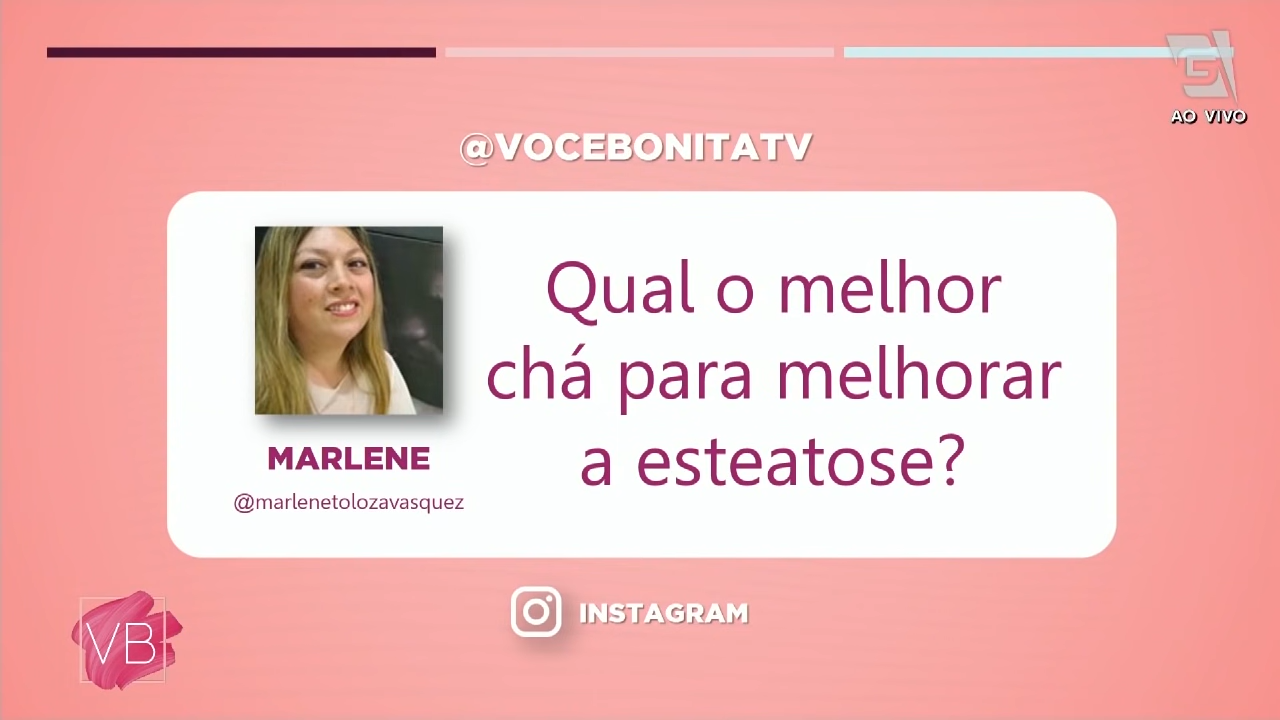 AO VIVO
@VOCEBONITATV
Qual o melhor
chá para melhorar
a esteatose?
MARLENE
@marlenetolozavasquez
INSTAGRAM
VB